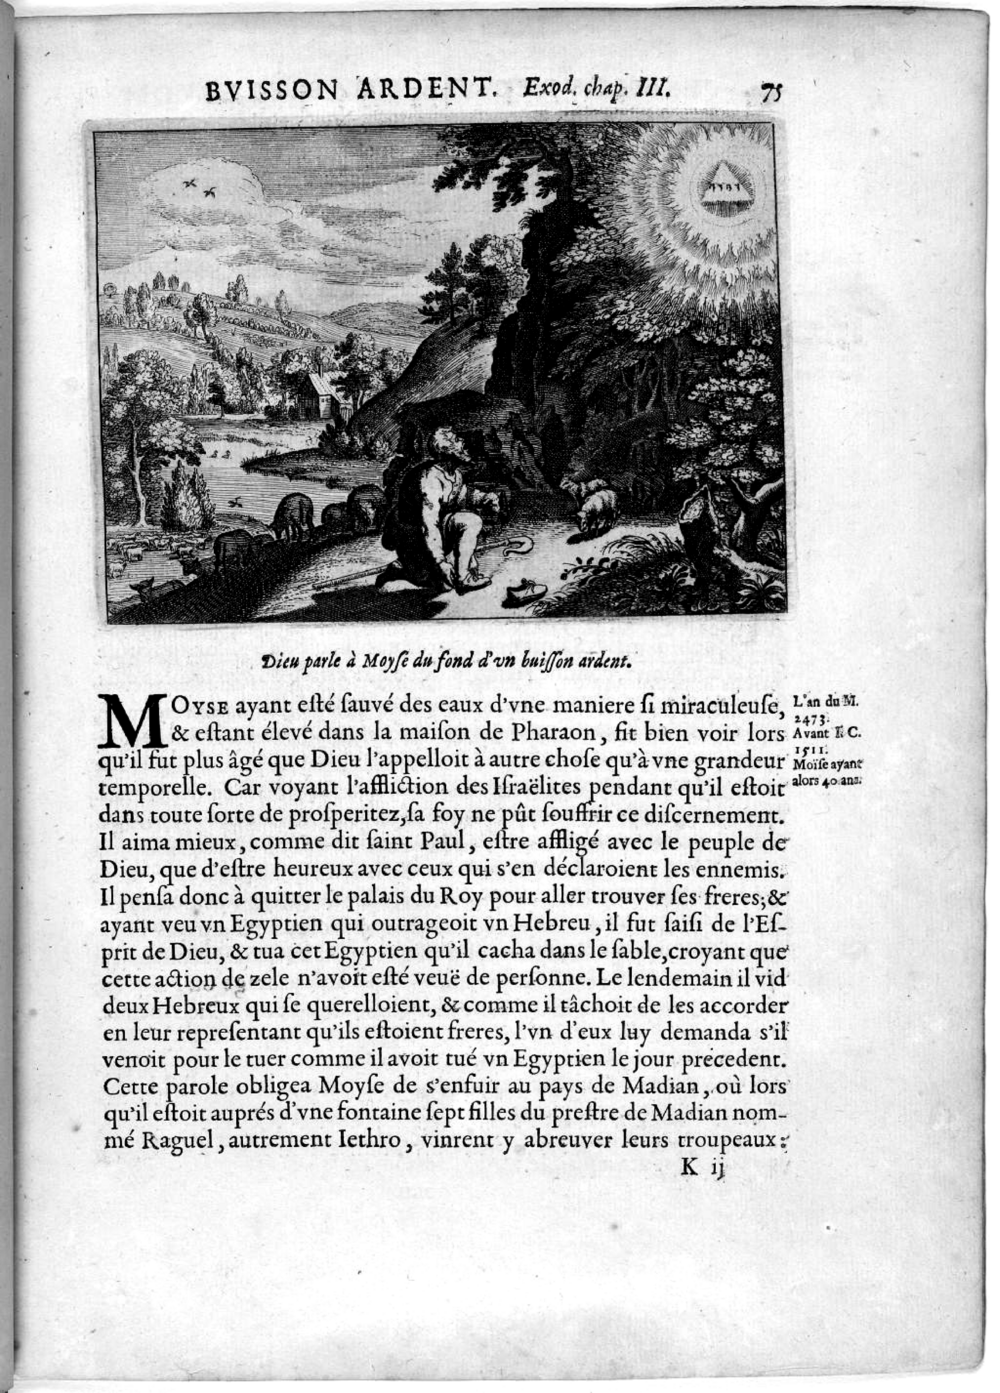 BVISSON ARDENT. Exod. chap. III. 75
Dieu parle à Moyſe du fond d'vn buiſſon ardent.
MOYSE ayant eſté ſauvé des eaux d'vne maniere ſi miraculeuſe,
& eſtant élevé dans la maiſon de Pharaon, fit bien voir lors
qu'il fut plus âgé que Dieu l'appelloit à autre choſe qu'à vne grandeur
temporelle. Car voyant l'affliction des Iſraëlites pendant qu'il eſtoit
dans toute ſorte de proſperitez, ſa foy ne pût ſouffrir ce diſcernement.
Il aima mieux, comme dit ſaint Paul, eſtre affligé avec le peuple de
Dieu, que d'eſtre heureux avec ceux qui s'en déclaroient les ennemis.
Il penſa donc à quitter le palais du Roy pour aller trouver ſes freres; &
ayant veu vn Egyptien qui outrageoit vn Hebreu, il fut ſaiſi de l'Eſ-
prit de Dieu, & tua cet Egyptien qu'il cacha dans le ſable, croyant que
cette action de zele n'avoit eſté veuë de perſonne. Le lendemain il vid
deux Hebreux qui ſe querelloient, & comme il tâchoit de les accorder
en leur repreſentant qu'ils eſtoient freres, l'vn d'eux luy demanda s'il
venoit pour le tuer comme il avoit tué vn Egyptien le jour précedent.
Cette parole obligea Moyſe de s'enfuir au pays de Madian, où lors
qu'il eſtoit auprés d'vne fontaine ſept filles du preſtre de Madian nom-
mé Raguel, autrement Iethro, vinrent y abreuver leurs troupeaux:
K ij
L'an du M.
2473.
Avant I. C.
1511.
Moïſe ayant
alors 40 ans.